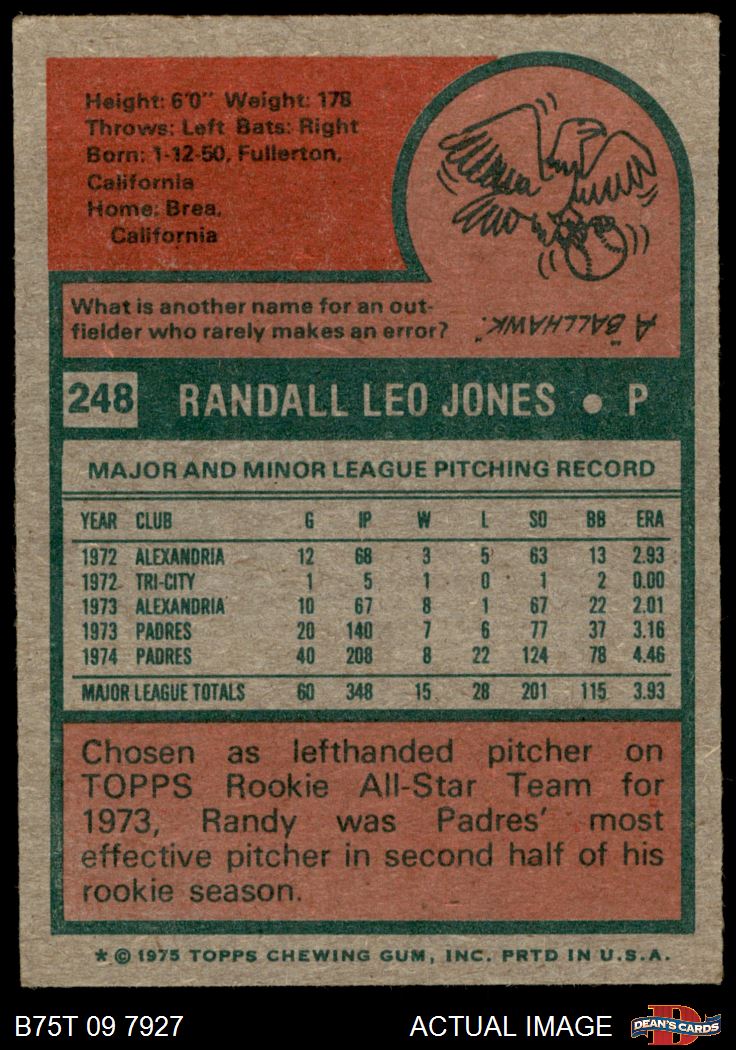 Height: 6'0" Weight: 178
Throws: Left Bats: Right
Born: 1-12-50, Fullerton,
California
Home: Brea,
California
What is another name for an out-
fielder who rarely makes an error?
A "BALLHAWK."
248 RANDALL LEO JONES • P
MAJOR AND MINOR LEAGUE PITCHING RECORD
YEAR CLUB G IP W L SO BB ERA
1972 ALEXANDRIA 12 68 3 5 63 13 2.93
1972 TRI-CITY 1 5 1 0 1 2 0.00
1973 ALEXANDRIA 10 67 8 1 67 22 2.01
1973 PADRES 20 140 7 6 77 37 3.16
1974 PADRES 40 208 8 22 124 78 4.46
MAJOR LEAGUE TOTALS 60 348 15 28 201 115 3.93
Chosen as lefthanded pitcher on
TOPPS Rookie All-Star Team for
1973, Randy was Padres' most
effective pitcher in second half of his
rookie season.
* © 1975 TOPPS CHEWING GUM, INC. PRTD IN U.S.A.
B75T 09 7927 ACTUAL IMAGE DEAN'S CARDS